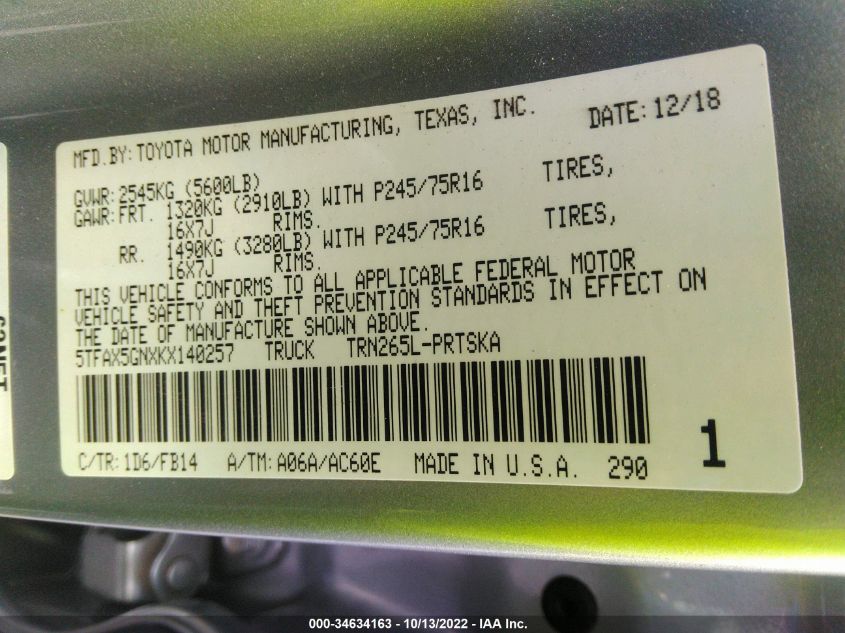 MFD.BY: TOYOTA MOTOR MANUFACTURING, TEXAS, INC. DATE: 12/18
GVWR: 2545KG (5600LB)
GAWR: FRT. 1320KG (2910LB) WITH P245/75R16 TIRES,
16X7J RIMS.
RR. 1490KG (3280LB) WITH P245/75R16 TIRES,
16X7J RIMS.
THIS VEHICLE CONFORMS TO ALL APPLICABLE FEDERAL MOTOR
VEHICLE SAFETY AND THEFT PREVENTION STANDARDS IN EFFECT ON
THE DATE OF MANUFACTURE SHOWN ABOVE.
5TFAX5GNXKX140257 TRUCK TRN265L-PRTSKA
C/TR: 1D6/FB14 A/TM: A06A/AC60E MADE IN U.S.A. 290
1
000-34634163 - 10/13/2022 - IAA Inc.